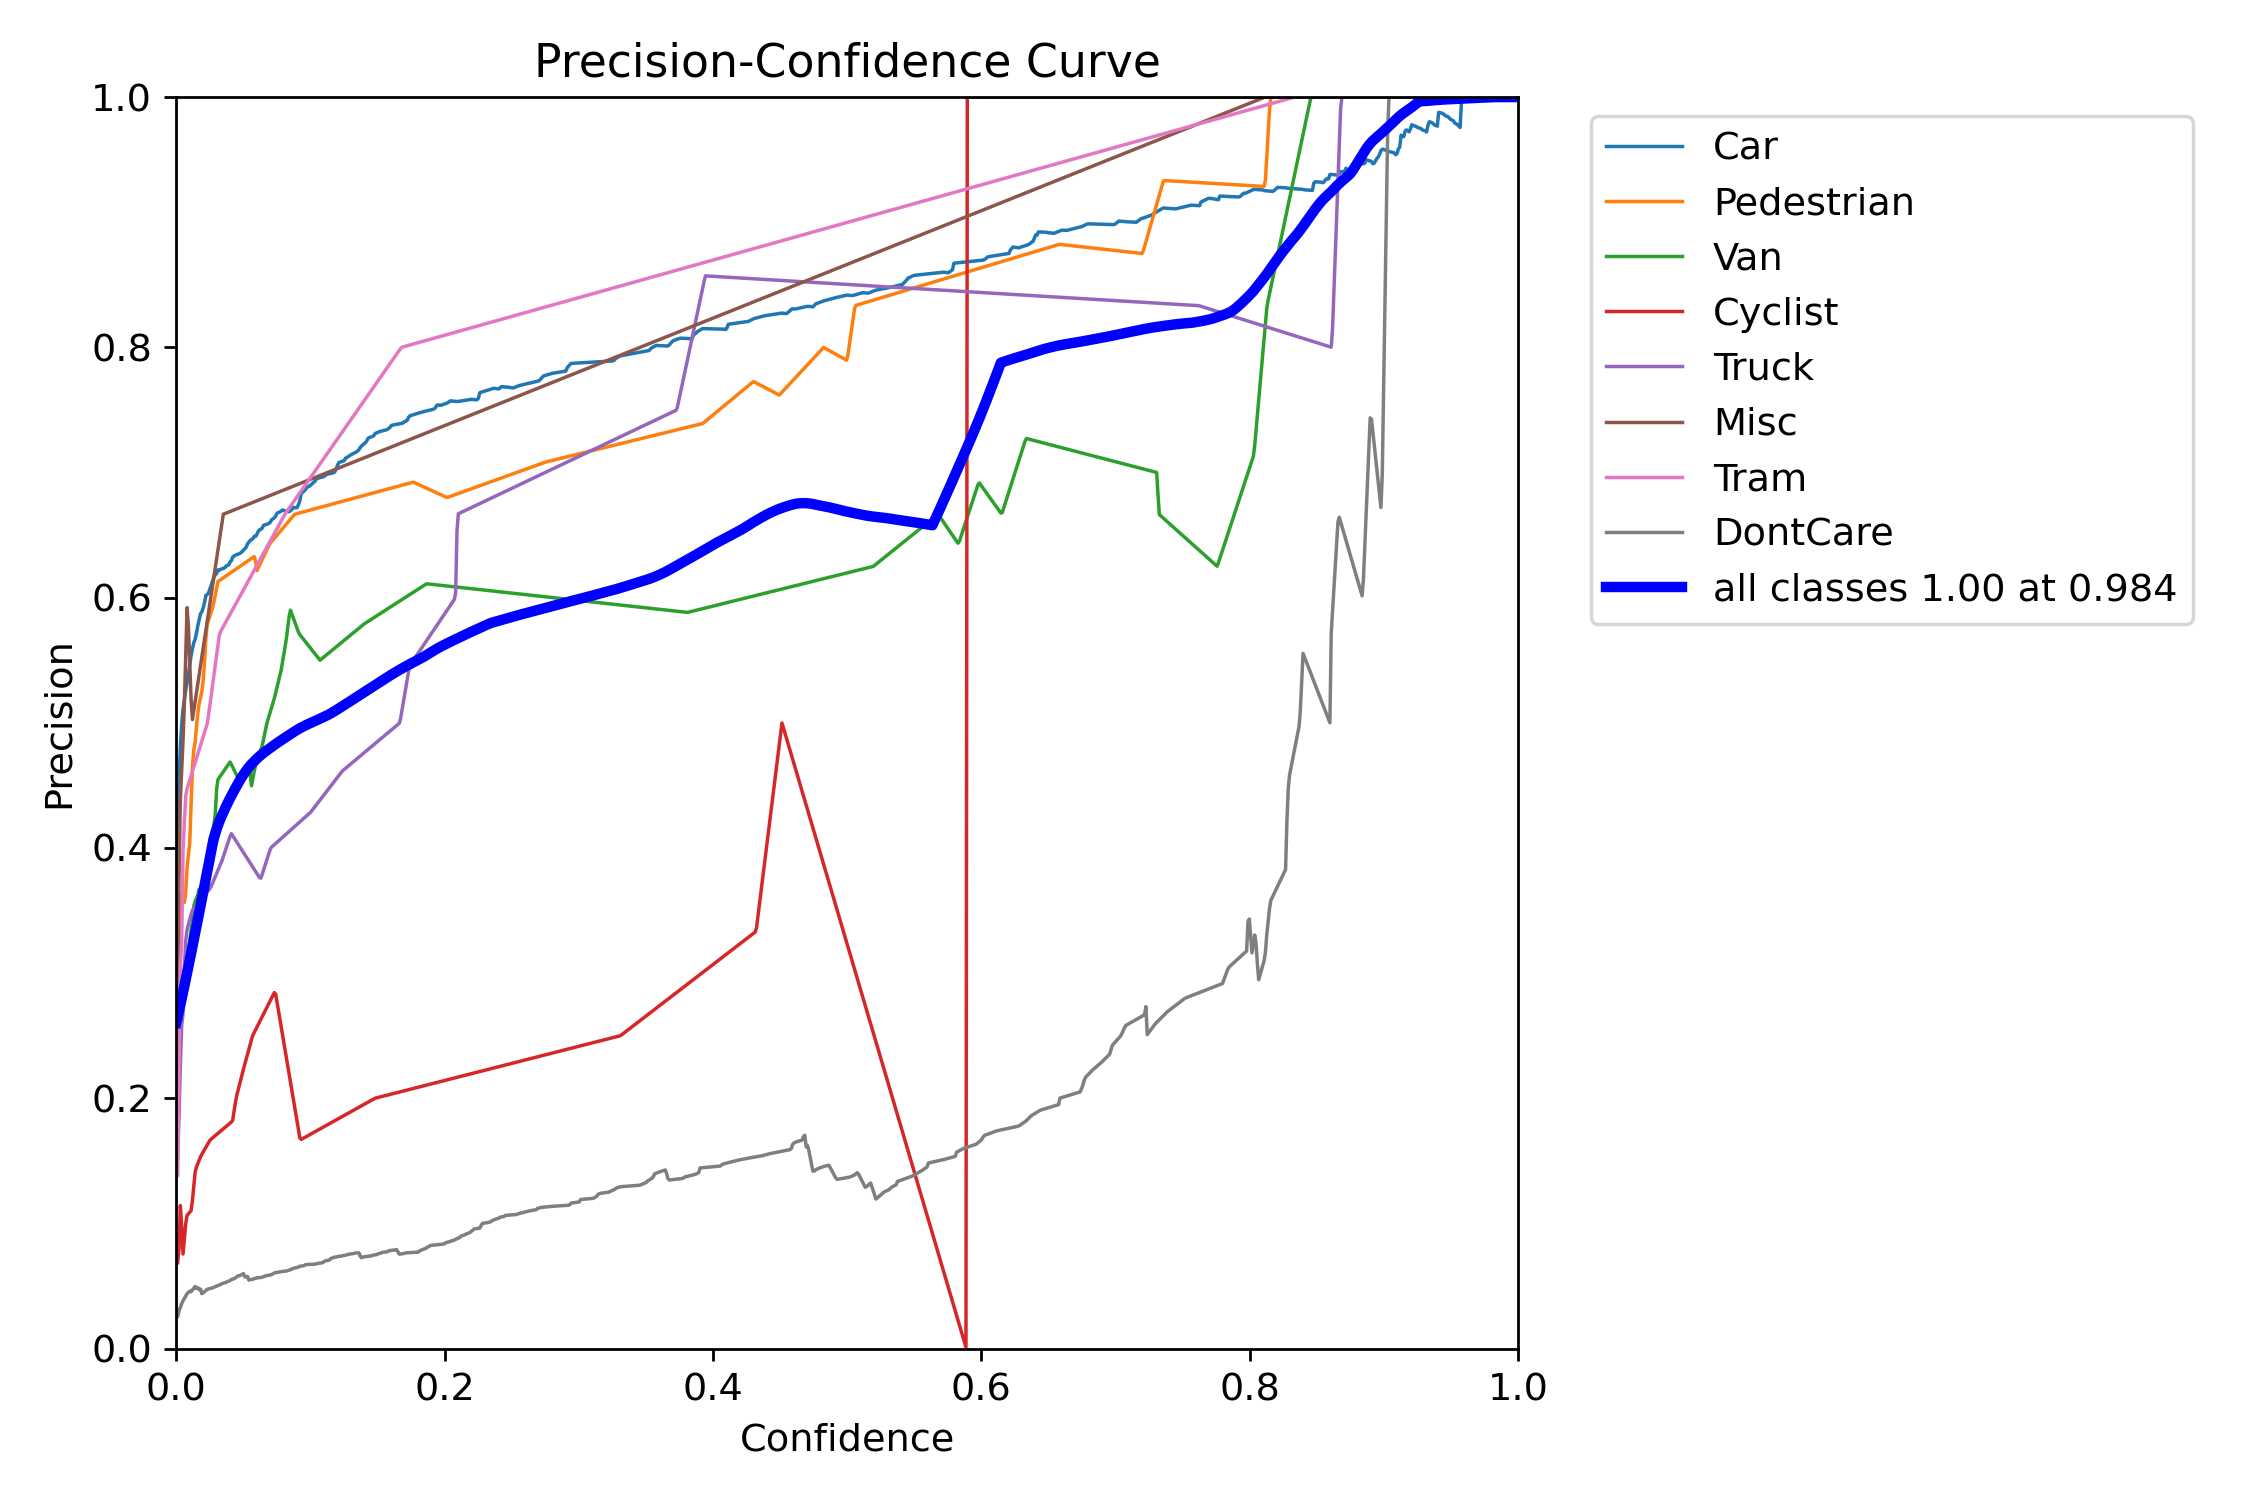 Precision-Confidence Curve
1.0
0.8
0.6
0.4
0.2
0.0
Precision
0.0 0.2 0.4 0.6 0.8 1.0
Confidence
Car
Pedestrian
Van
Cyclist
Truck
Misc
Tram
DontCare
all classes 1.00 at 0.984